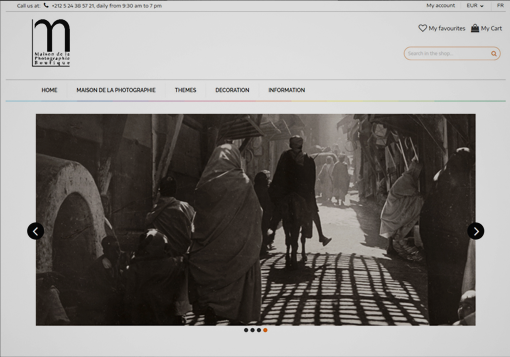 Call us at: +212 5 24 38 57 21, daily from 9:30 am to 7 pm
My account EUR FR
My favourites My Cart
m
Maison de la
Photographie
Boutique
Search in the shop...
HOME MAISON DE LA PHOTOGRAPHIE THEMES DECORATION INFORMATION